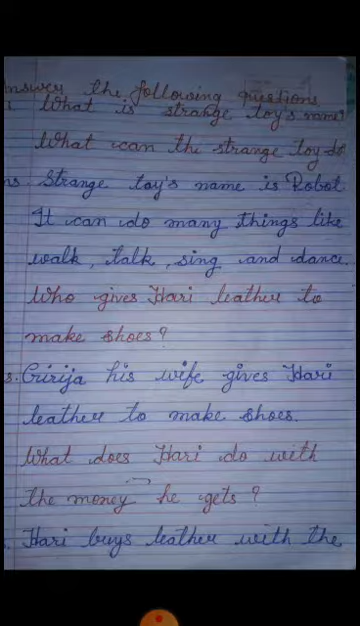 Answer the following questions
1. What is strange toy's name?
What can the strange toy do
ns. Strange toy's name is Robot
It can do many things like
walk, talk, sing and dance.
Who gives Hari leather to
make shoes?
s. Girija his wife gives Hari
leather to make shoes.
What does Hari do with
the money he gets?
. Hari buys leather with the